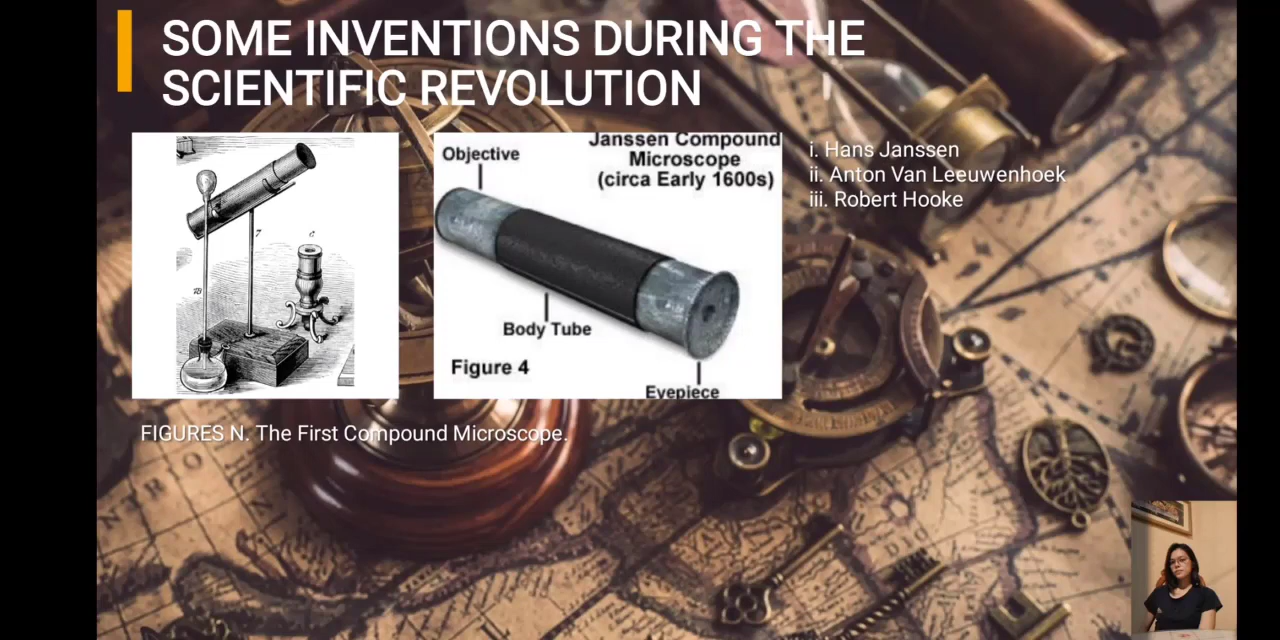 SOME INVENTIONS DURING THE
SCIENTIFIC REVOLUTION
Objective
Janssen Compound
Microscope
(circa Early 1600s)
Body Tube
Figure 4
Eyepiece
i. Hans Janssen
ii. Anton Van Leeuwenhoek
iii. Robert Hooke
FIGURES N. The First Compound Microscope.